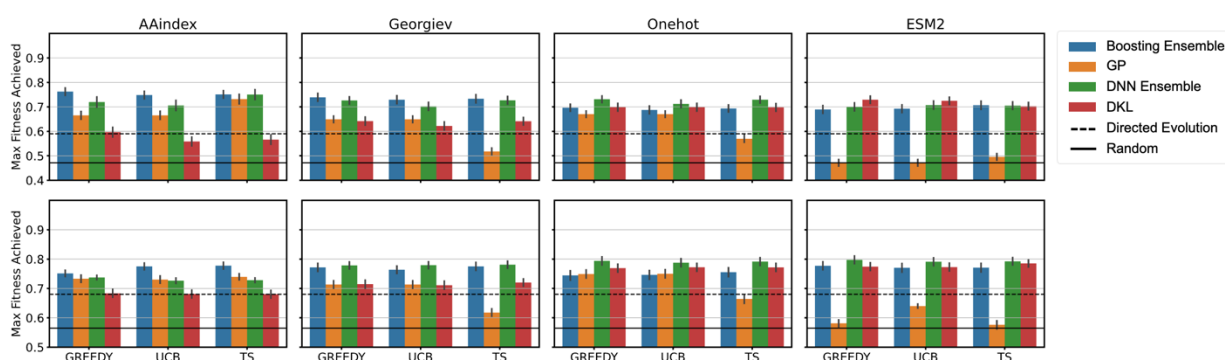 AAindex
Georgiev
Onehot
ESM2
Max Fitness Achieved
0.9
0.8
0.7
0.6
0.5
0.4
Boosting Ensemble
GP
DNN Ensemble
DKL
Directed Evolution
Random
Max Fitness Achieved
0.9
0.8
0.7
0.6
0.5
GREEDY UCB TS
GREEDY UCB TS
GREEDY UCB TS
GREEDY UCB TS